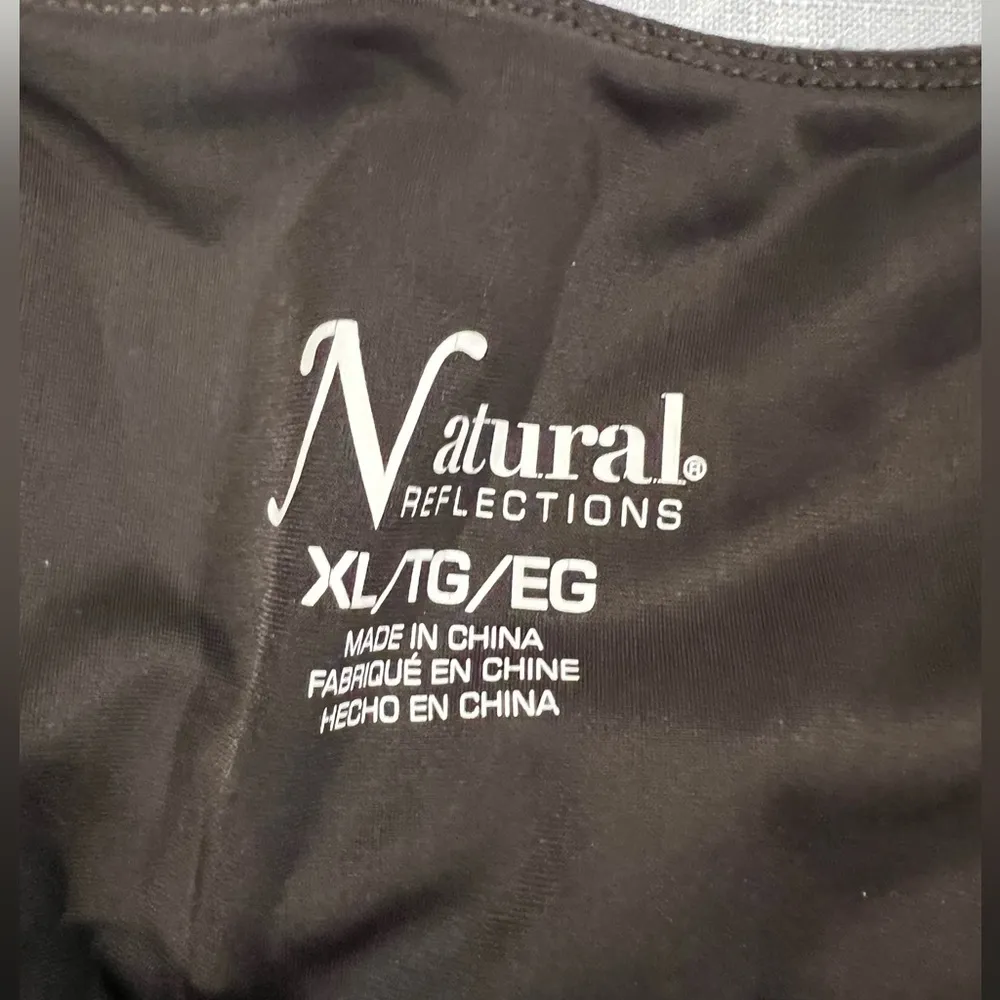 Natural®
REFLECTIONS
XL/TG/EG
MADE IN CHINA
FABRIQUÉ EN CHINE
HECHO EN CHINA